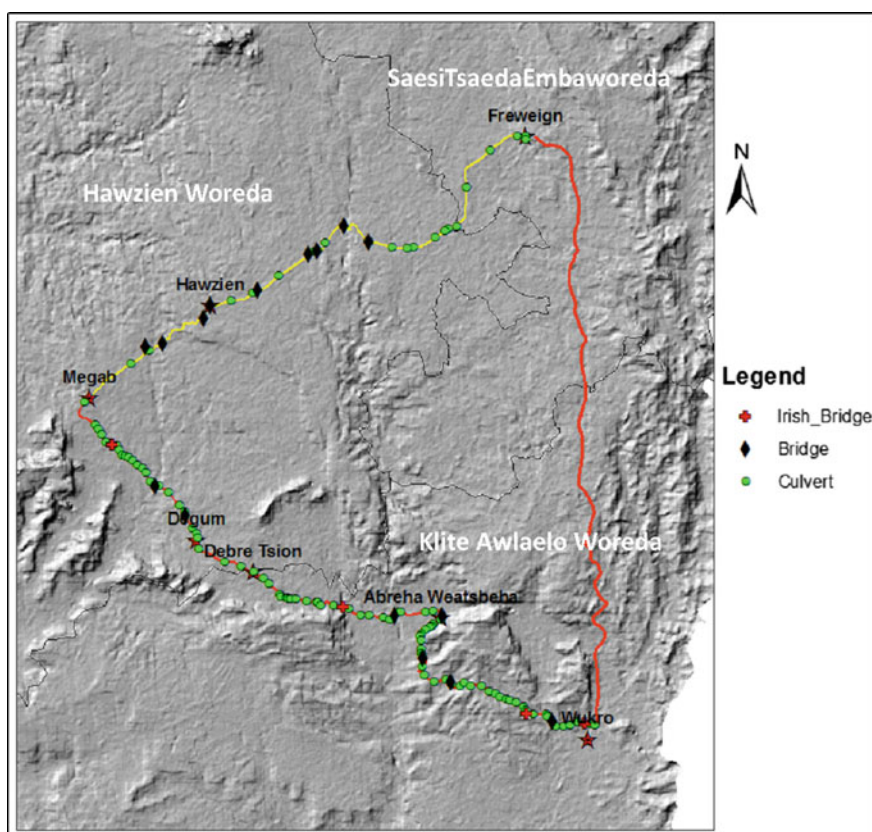 SaesiTsaedaEmbaworeda
Freweign
N
Hawzien Woreda
Hawzien
Megab
Legend
Irish_Bridge
Bridge
Culvert
Dugum
Debre Tsion
Klite Awlaelo Woreda
Abreha Weatsbeha
Wukro